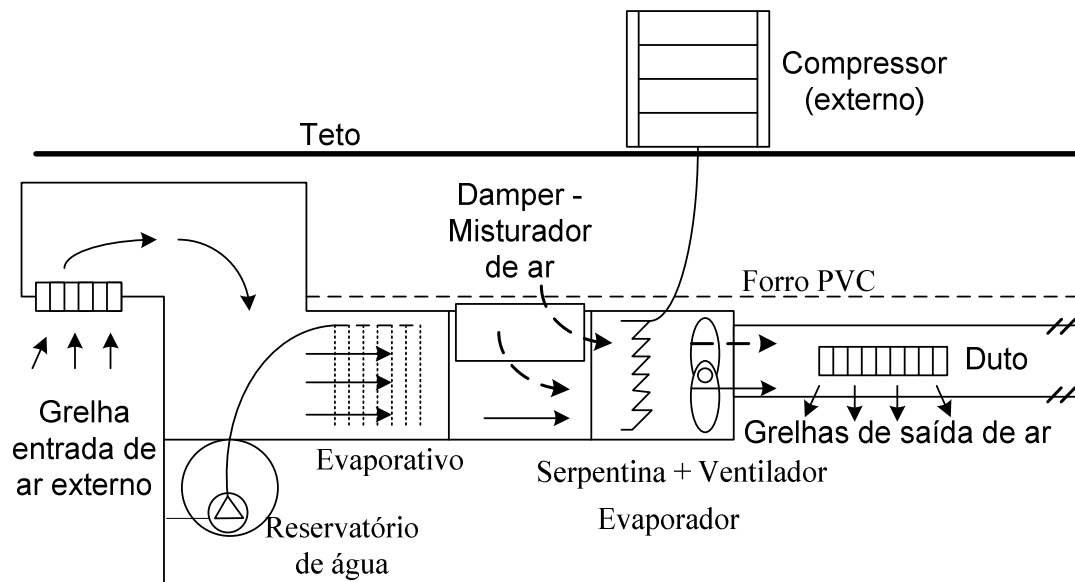 Compressor
(externo)
Teto
Damper -
Misturador
de ar
Forro PVC
Duto
Grelha
entrada de
ar externo
Grelhas de saída de ar
Evaporativo
Serpentina + Ventilador
Evaporador
Reservatório
de água